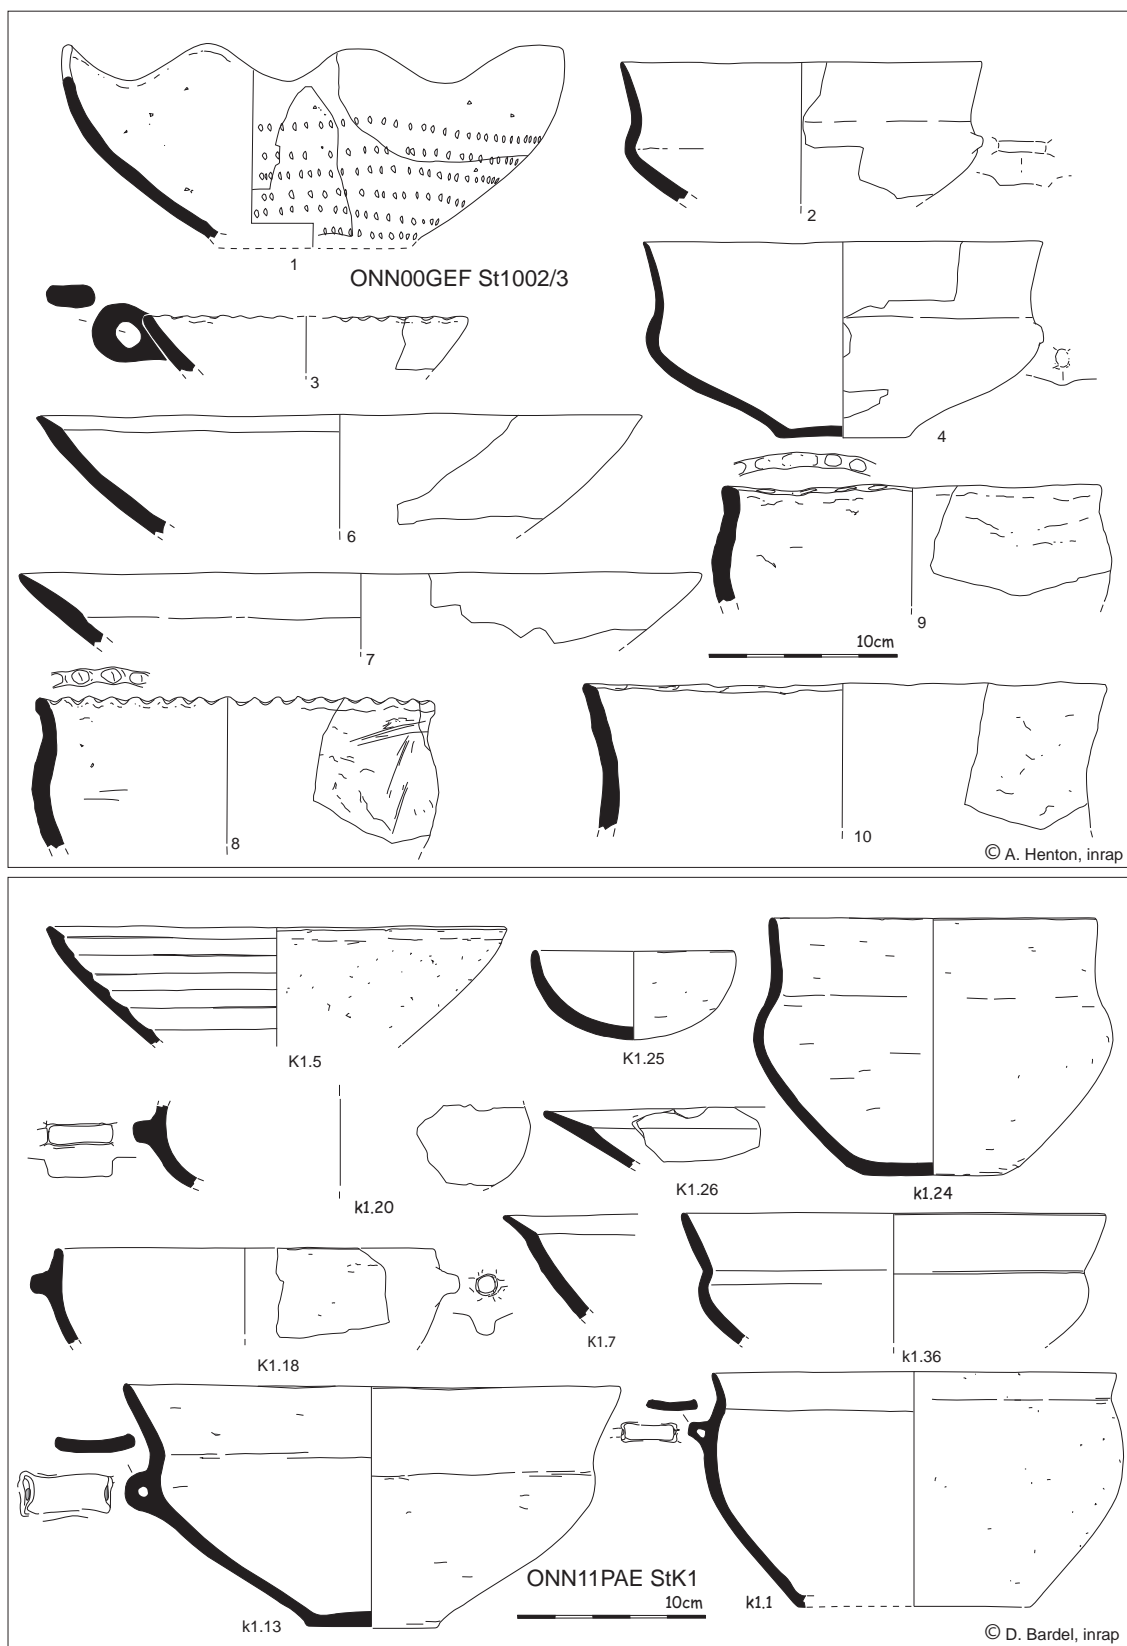 1
2
ONN00GEF St1002/3
3
4
6
7
9
10cm
8
10
© A. Henton, inrap
K1.5
K1.25
k1.24
k1.20
K1.26
K1.18
K1.7
k1.36
k1.13
ONN11PAE StK1
10cm
k1.1
© D. Bardel, inrap